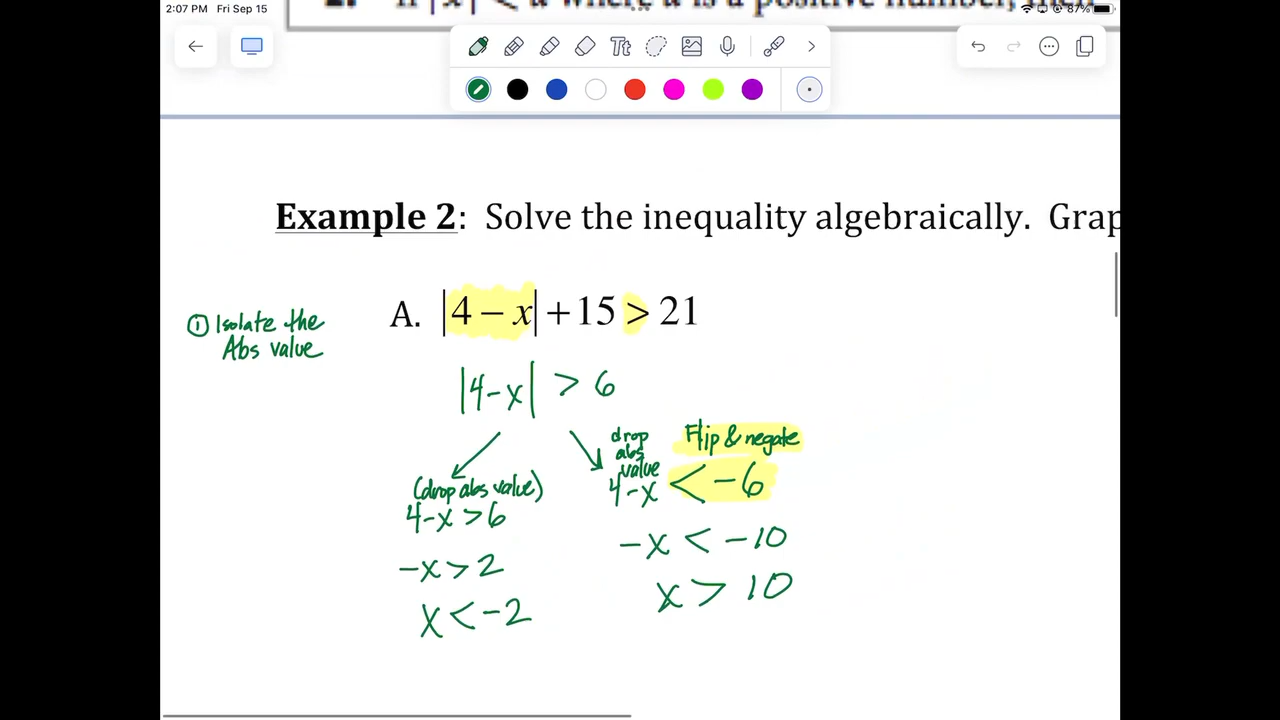 2:07 PM Fri Sep 15
87%
Tt
Example 2: Solve the inequality algebraically. Grap
① Isolate the
Abs value
A. |4 − x| + 15 > 21
|4-x| > 6
drop
abs
value
Flip & negate
4-x < -6
(drop abs value)
4-x > 6
-x < -10
-x > 2
x > 10
x < -2